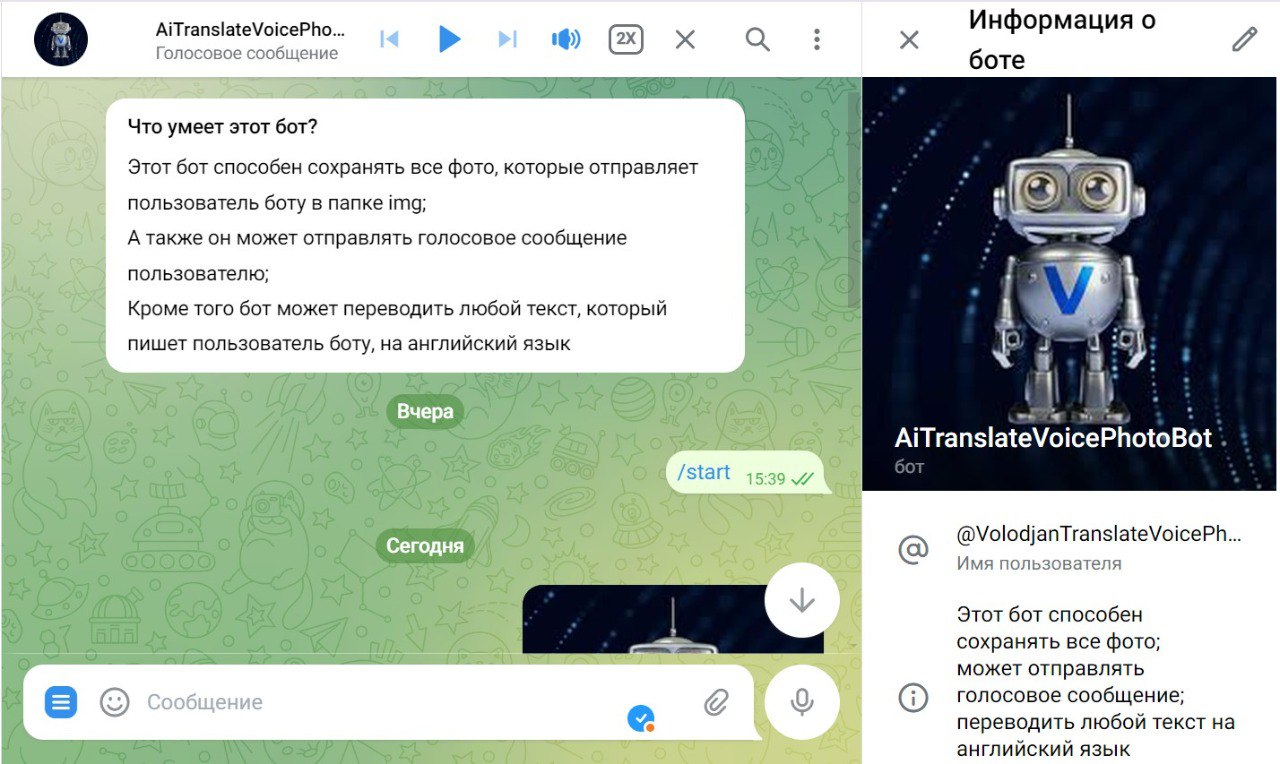 AiTranslateVoicePho...
Голосовое сообщение
2X
Что умеет этот бот?
Этот бот способен сохранять все фото, которые отправляет
пользователь боту в папке img;
А также он может отправлять голосовое сообщение
пользователю;
Кроме того бот может переводить любой текст, который
пишет пользователь боту, на английский язык
Вчера
/start 15:39
Сегодня
Сообщение
Информация о
боте
V
AiTranslateVoicePhotoBot
бот
@VolodjanTranslateVoicePh...
Имя пользователя
Этот бот способен
сохранять все фото;
может отправлять
голосовое сообщение;
переводить любой текст на
английский язык